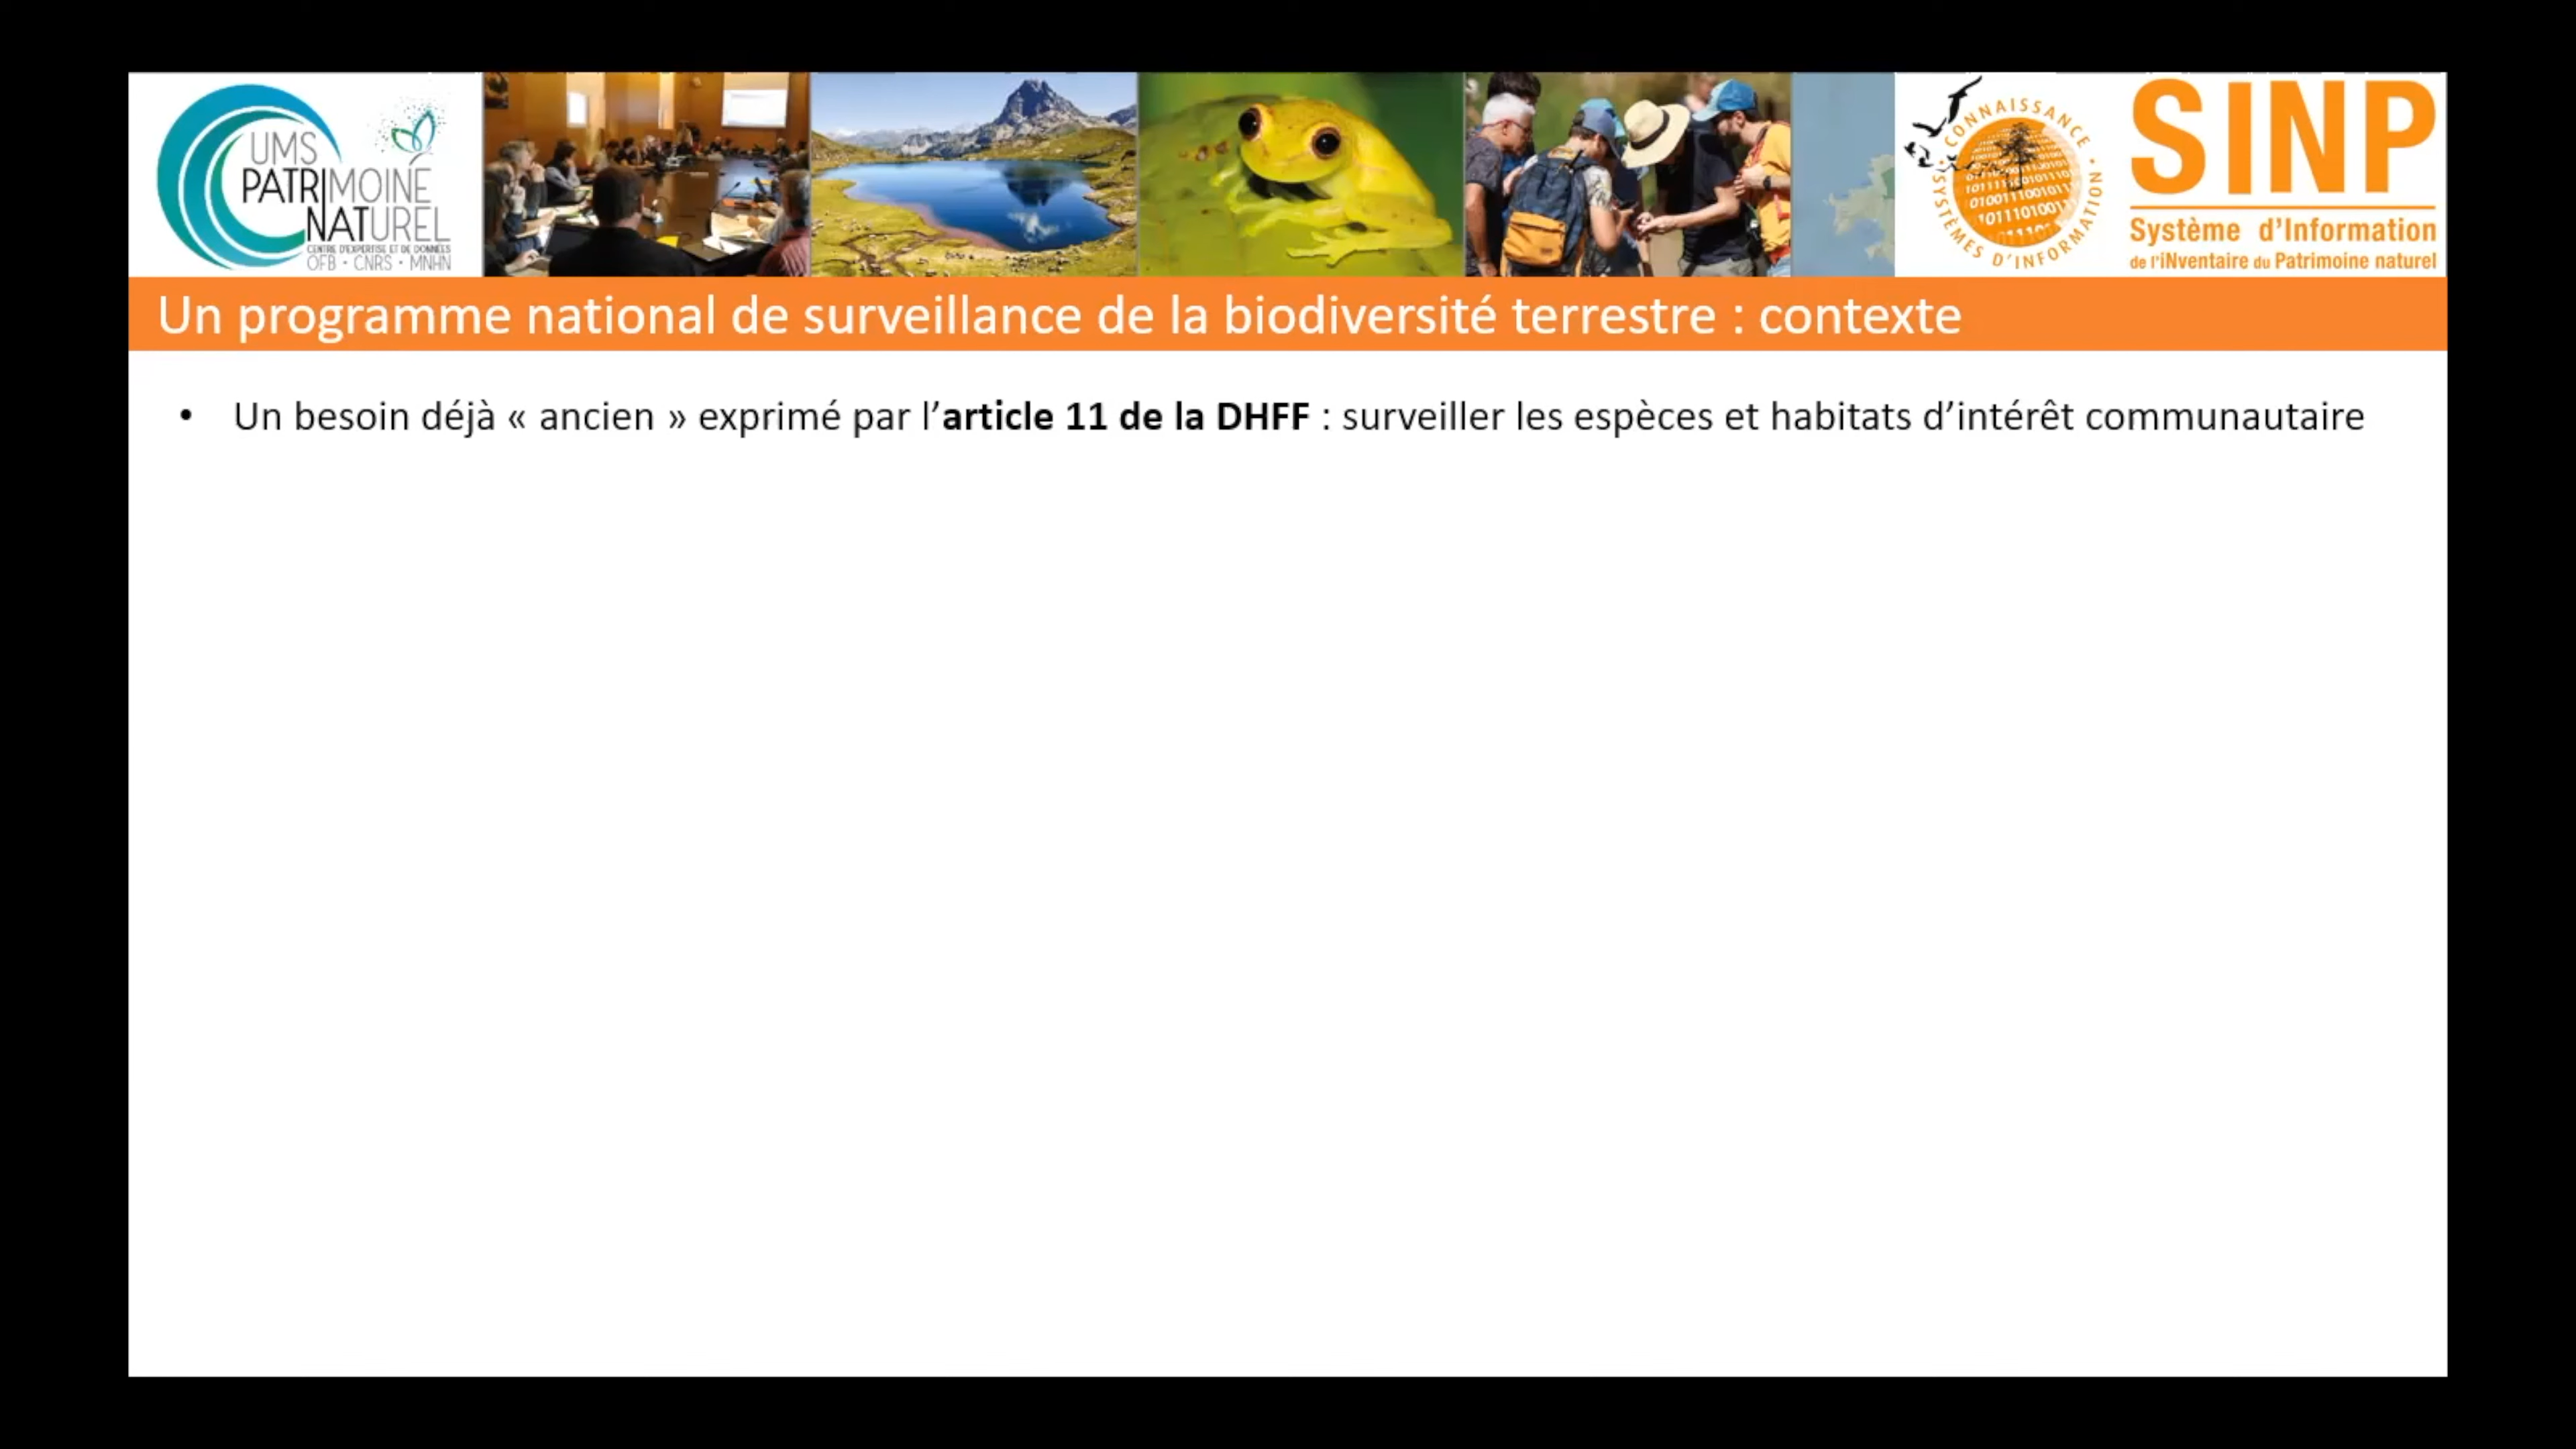 UMS
PATRIMOINE
NATUREL
CENTRE D'EXPERTISE ET DE DONNÉES
OFB • CNRS • MNHN
CONNAISSANCE • SYSTÈMES D'INFORMATION •
SINP
Système d'Information
de l'iNventaire du Patrimoine naturel
Un programme national de surveillance de la biodiversité terrestre : contexte
• Un besoin déjà « ancien » exprimé par l’article 11 de la DHFF : surveiller les espèces et habitats d’intérêt communautaire